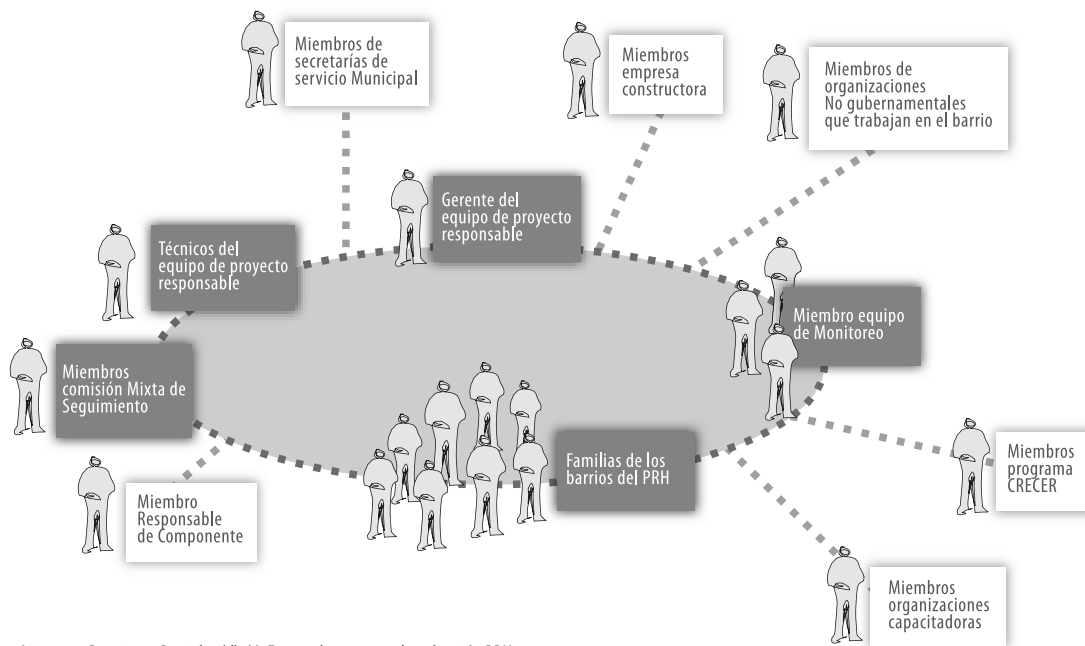 Miembros de
secretarías de
servicio Municipal
Miembros
empresa
constructora
Miembros de
organizaciones
No gubernamentales
que trabajan en el barrio
Gerente del
equipo de proyecto
responsable
Técnicos del
equipo de proyecto
responsable
Miembro equipo
de Monitoreo
Miembros
comisión Mixta de
Seguimiento
Familias de los
barrios del PRH
Miembros
programa
CRECER
Miembro
Responsable
de Componente
Miembros
organizaciones
capacitadoras